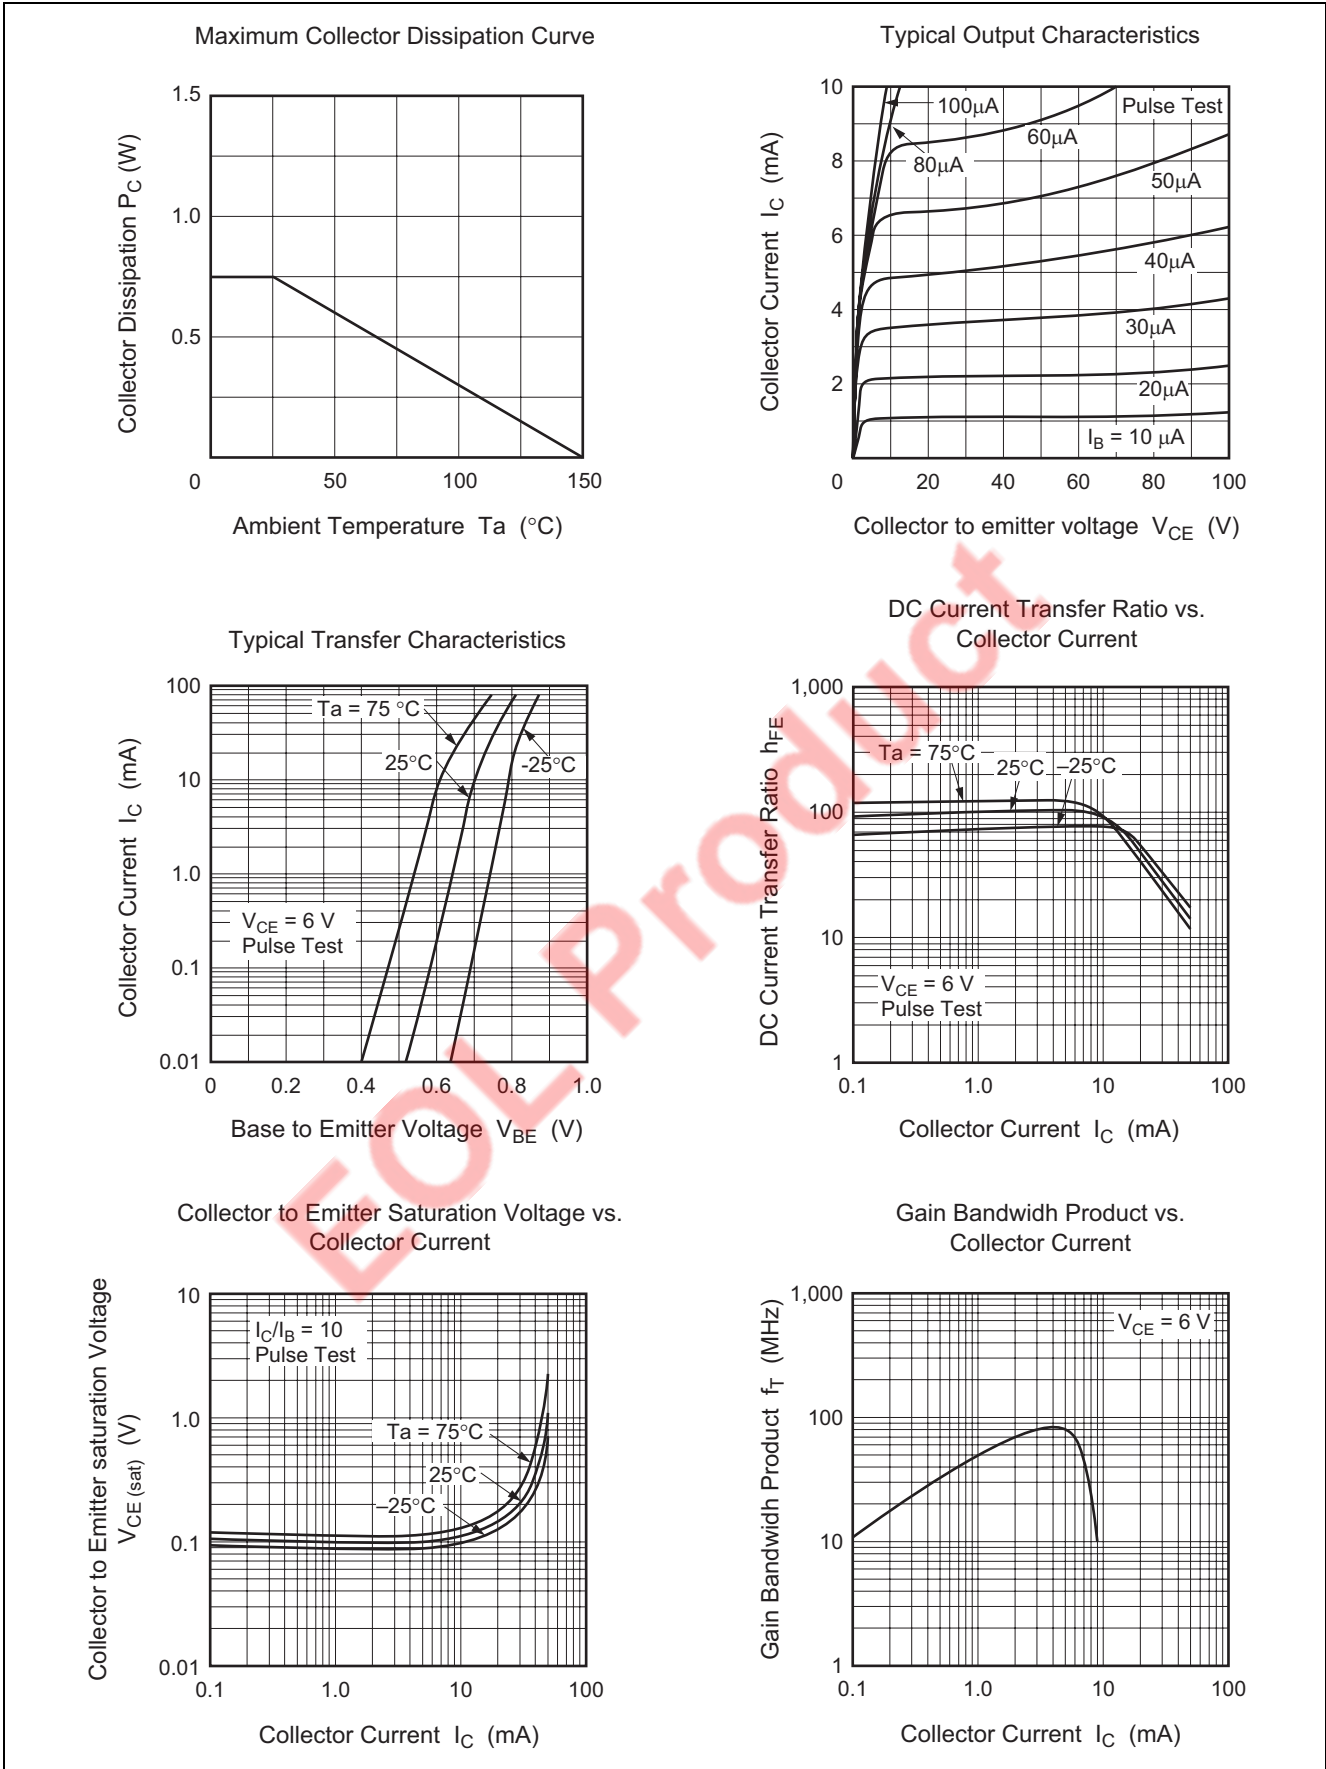 Maximum Collector Dissipation Curve
Collector Dissipation PC (W)
1.5
1.0
0.5
0
50
100
150
Ambient Temperature Ta (°C)
Typical Output Characteristics
Collector Current IC (mA)
10
8
6
4
2
0
20
40
60
80
100
100μA
80μA
60μA
Pulse Test
50μA
40μA
30μA
20μA
IB = 10 μA
Collector to emitter voltage VCE (V)
Typical Transfer Characteristics
Collector Current IC (mA)
100
10
1.0
0.1
0.01
0
0.2
0.4
0.6
0.8
1.0
Ta = 75 °C
25°C
-25°C
VCE = 6 V
Pulse Test
Base to Emitter Voltage VBE (V)
DC Current Transfer Ratio vs.
Collector Current
DC Current Transfer Ratio hFE
1,000
100
10
1
0.1
1.0
10
100
Ta = 75°C
25°C
–25°C
VCE = 6 V
Pulse Test
Collector Current IC (mA)
Collector to Emitter Saturation Voltage vs.
Collector Current
Collector to Emitter saturation Voltage
VCE (sat) (V)
10
1.0
0.1
0.01
0.1
1.0
10
100
IC/IB = 10
Pulse Test
Ta = 75°C
25°C
–25°C
Collector Current IC (mA)
Gain Bandwidh Product vs.
Collector Current
Gain Bandwidh Product fT (MHz)
1,000
100
10
1
0.1
1.0
10
100
VCE = 6 V
Collector Current IC (mA)
EOL Product